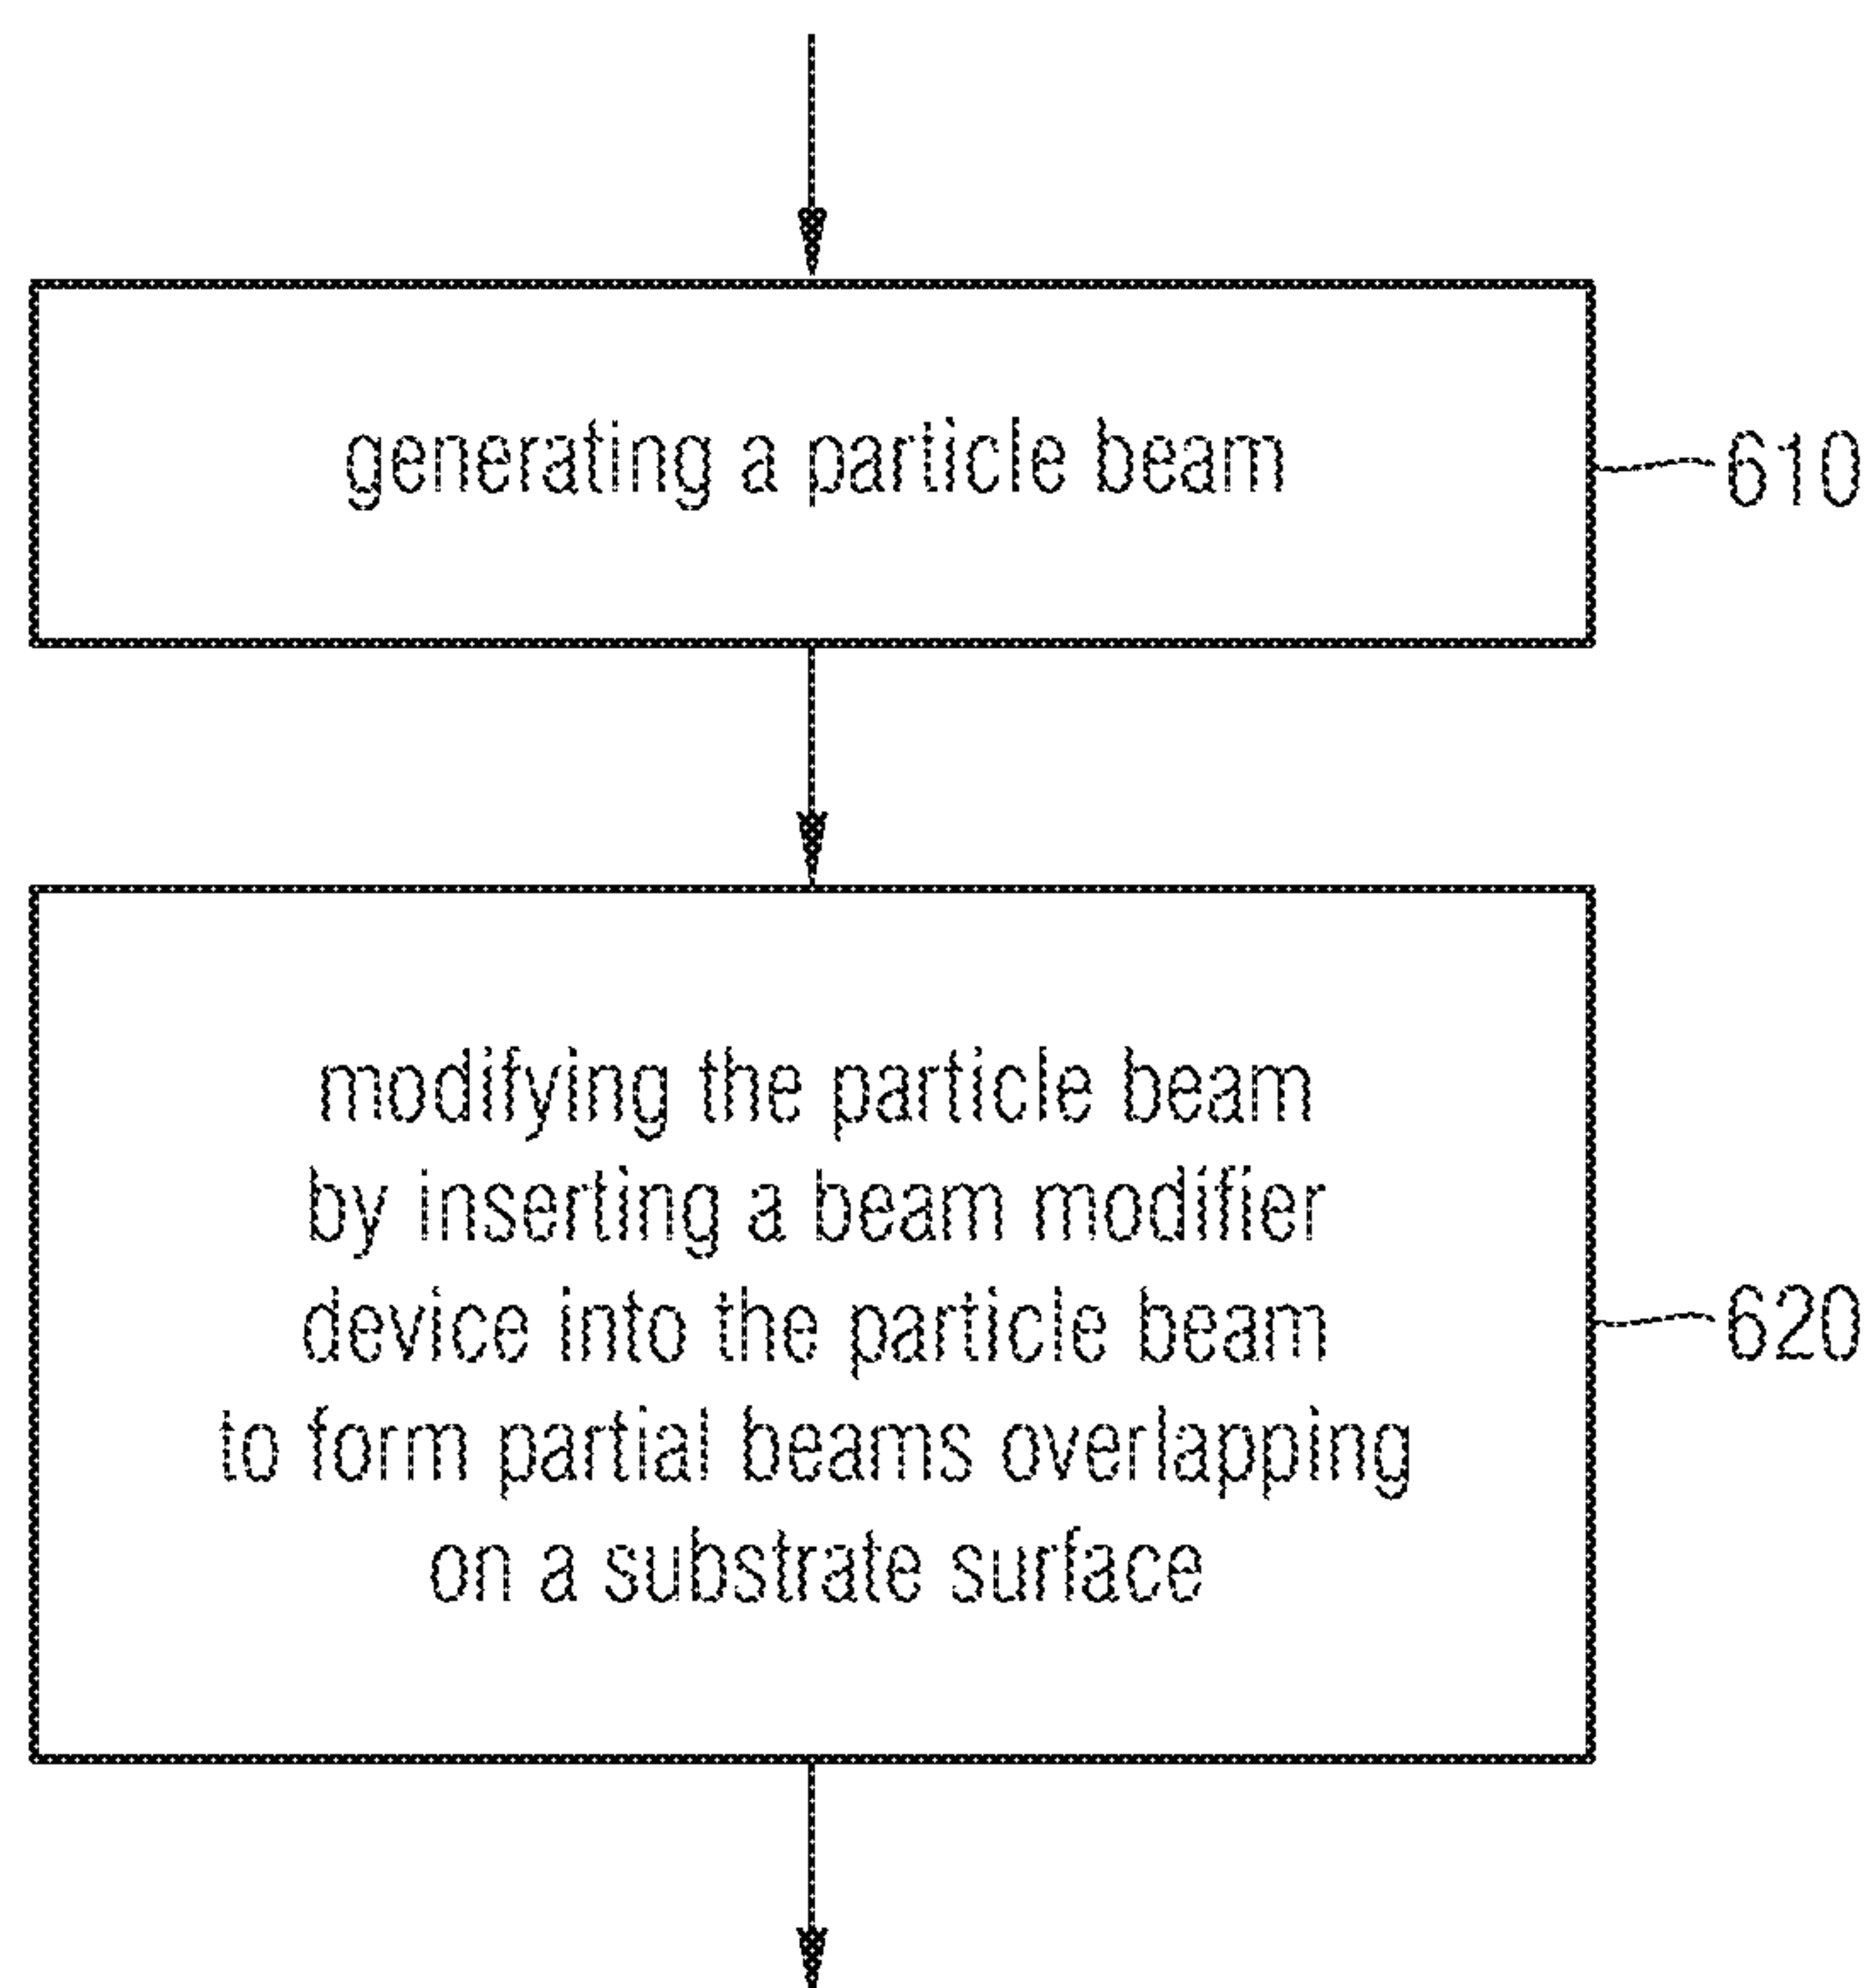 generating a particle beam
610
modifying the particle beam
by inserting a beam modifier
device into the particle beam
to form partial beams overlapping
on a substrate surface
620